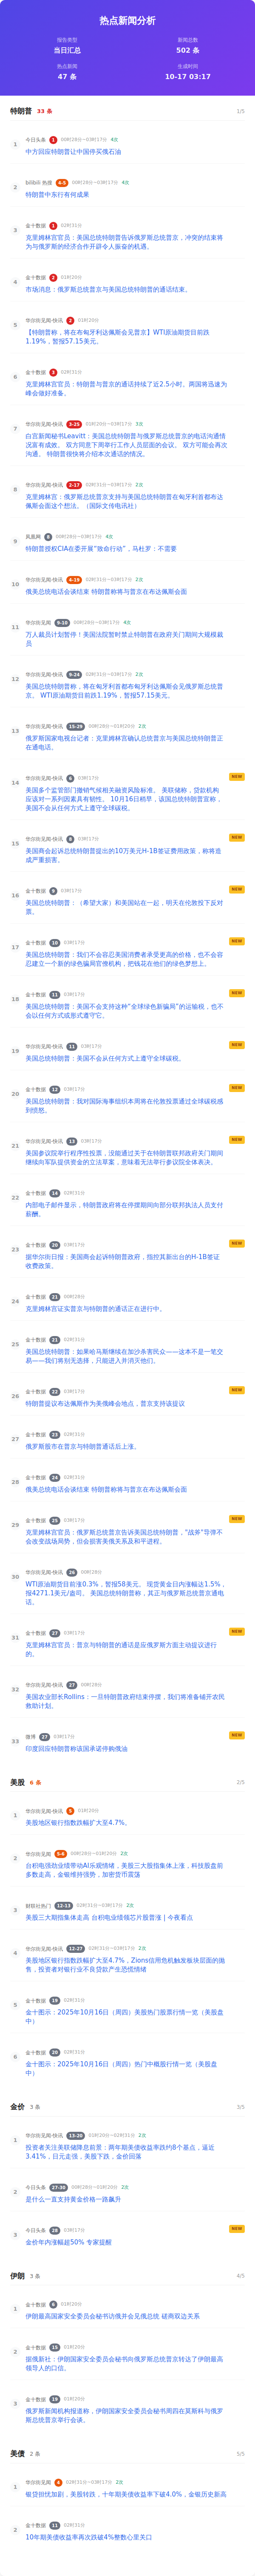 热点新闻分析
报告类型
新闻总数
当日汇总
502 条
热点新闻
生成时间
47 条
10-17 03:17
特朗普 33 条 1/5
1
今日头条 1 00时28分~03时17分 4次
中方回应特朗普让中国停买俄石油
2
bilibili 热搜 4-5 00时28分~03时17分 4次
特朗普中东行有何成果
3
金十数据 1 02时31分
克里姆林宫官员：美国总统特朗普告诉俄罗斯总统普京，冲突的结束将
为与俄罗斯的经济合作开辟令人振奋的机遇。
4
金十数据 2 01时20分
市场消息：俄罗斯总统普京与美国总统特朗普的通话结束。
5
华尔街见闻-快讯 2 01时20分
【特朗普称，将在布匈牙利达佩斯会见普京】WTI原油期货日前跌
1.19%，暂报57.15美元。
6
金十数据 3 02时31分
克里姆林宫官员：特朗普与普京的通话持续了近2.5小时。两国将迅速为
峰会做好准备。
7
华尔街见闻-快讯 3-25 01时20分~03时17分 3次
白宫新闻秘书Leavitt：美国总统特朗普与俄罗斯总统普京的电话沟通情
况富有成效。 双方同意下周举行工作人员层面的会议。 双方可能会再次
沟通。 特朗普很快将介绍本次通话的情况。
8
华尔街见闻-快讯 2-17 02时31分~03时17分 2次
克里姆林宫：俄罗斯总统普京支持与美国总统特朗普在匈牙利首都布达
佩斯会面这个想法。（国际文传电讯社）
9
凤凰网 8 00时28分~03时17分 4次
特朗普授权CIA在委开展“致命行动”，马杜罗：不需要
10
华尔街见闻-快讯 4-19 02时31分~03时17分 2次
俄美总统电话会谈结束 特朗普称将与普京在布达佩斯会面
11
华尔街见闻 9-10 00时28分~03时17分 4次
万人裁员计划暂停！美国法院暂时禁止特朗普在政府关门期间大规模裁
员
12
华尔街见闻-快讯 9-24 02时31分~03时17分 2次
美国总统特朗普称，将在匈牙利首都布匈牙利达佩斯会见俄罗斯总统普
京。 WTI原油期货目前跌1.19%，暂报57.15美元。
13
华尔街见闻-快讯 15-29 00时28分~01时20分 2次
俄罗斯国家电视台记者：克里姆林宫确认总统普京与美国总统特朗普正
在通电话。
14
华尔街见闻-快讯 6 03时17分 NEW
美国多个监管部门撤销气候相关融资风险标准。 美联储称，贷款机构
应该对一系列因素具有韧性。 10月16日稍早，该国总统特朗普宣称，
美国不会从任何方式上遵守全球碳税。
15
华尔街见闻-快讯 8 03时17分 NEW
美国商会起诉总统特朗普提出的10万美元H-1B签证费用政策，称将造
成严重损害。
16
金十数据 9 03时17分 NEW
美国总统特朗普：（希望大家）和美国站在一起，明天在伦敦投下反对
票。
17
金十数据 10 03时17分 NEW
美国总统特朗普：我们不会容忍美国消费者承受更高的价格，也不会容
忍建立一个新的绿色骗局官僚机构，把钱花在他们的绿色梦想上。
18
金十数据 11 03时17分 NEW
美国总统特朗普：美国不会支持这种“全球绿色新骗局”的运输税，也不
会以任何方式或形式遵守它。
19
华尔街见闻-快讯 11 03时17分 NEW
美国总统特朗普：美国不会从任何方式上遵守全球碳税。
20
金十数据 12 03时17分 NEW
美国总统特朗普：我对国际海事组织本周将在伦敦投票通过全球碳税感
到愤怒。
21
华尔街见闻-快讯 13 03时17分 NEW
美国参议院举行程序性投票，没能通过关于在特朗普联邦政府关门期间
继续向军队提供资金的立法草案，意味着无法举行参议院全体表决。
22
金十数据 14 02时31分
内部电子邮件显示，特朗普政府将在停摆期间向部分联邦执法人员支付
薪酬。
23
金十数据 20 03时17分 NEW
据华尔街日报：美国商会起诉特朗普政府，指控其新出台的H-1B签证
收费政策。
24
金十数据 21 00时28分
克里姆林宫证实普京与特朗普的通话正在进行中。
25
金十数据 21 02时31分
美国总统特朗普：如果哈马斯继续在加沙杀害民众——这本不是一笔交
易——我们将别无选择，只能进入并消灭他们。
26
金十数据 22 03时17分 NEW
特朗普提议布达佩斯作为美俄峰会地点，普京支持该提议
27
金十数据 23 02时31分
俄罗斯股市在普京与特朗普通话后上涨。
28
金十数据 24 02时31分
俄美总统电话会谈结束 特朗普称将与普京在布达佩斯会面
29
金十数据 25 03时17分 NEW
克里姆林宫官员：俄罗斯总统普京告诉美国总统特朗普，“战斧”导弹不
会改变战场局势，但会损害美俄关系及和平进程。
30
华尔街见闻-快讯 26 00时28分
WTI原油期货日前涨0.3%，暂报58美元。 现货黄金日内涨幅达1.5%，
报4271.1美元/盎司。 美国总统特朗普称，其正与俄罗斯总统普京通电
话。
31
金十数据 27 03时17分 NEW
克里姆林宫官员：普京与特朗普的通话是应俄罗斯方面主动提议进行
的。
32
华尔街见闻-快讯 27 00时28分
美国农业部长Rollins：一旦特朗普政府结束停摆，我们将准备铺开农民
救助计划。
33
微博 27 03时17分 NEW
印度回应特朗普称该国承诺停购俄油
美股 6 条 2/5
1
华尔街见闻-快讯 5 01时20分
美股地区银行指数跌幅扩大至4.7%。
2
华尔街见闻 5-6 00时28分~01时20分 2次
台积电强劲业绩带动AI乐观情绪，美股三大股指集体上涨，科技股盘前
多数走高，金银维持强势，加密货币震荡
3
财联社热门 12-13 02时31分~03时17分 2次
美股三大期指集体走高 台积电业绩领芯片股普涨 | 今夜看点
4
华尔街见闻-快讯 12-27 02时31分~03时17分 2次
美股地区银行指数跌幅扩大至4.7%，Zions信用危机触发板块层面的抛
售，投资者对银行业不良贷款产生恐慌情绪
5
金十数据 19 02时31分
金十图示：2025年10月16日（周四）美股热门股票行情一览（美股盘
中）
6
金十数据 20 02时31分
金十图示：2025年10月16日（周四）热门中概股行情一览（美股盘
中）
金价 3 条 3/5
1
华尔街见闻-快讯 13-20 01时20分~02时31分 2次
投资者关注美联储降息前景：两年期美债收益率跌约8个基点，逼近
3.41%，日元走强，美股下跌，金价回落
2
今日头条 27-30 00时28分~01时20分 2次
是什么一直支持黄金价格一路飙升
3
今日头条 28 03时17分 NEW
金价年内涨幅超50% 专家提醒
伊朗 3 条 4/5
1
金十数据 6 01时20分
伊朗最高国家安全委员会秘书访俄并会见俄总统 磋商双边关系
2
金十数据 15 01时20分
据俄新社：伊朗国家安全委员会秘书向俄罗斯总统普京转达了伊朗最高
领导人的口信。
3
金十数据 19 01时20分
俄罗斯新闻机构报道称，伊朗国家安全委员会秘书周四在莫斯科与俄罗
斯总统普京举行会谈。
美债 2 条 5/5
1
华尔街见闻 4 02时31分~03时17分 2次
银贷担忧加剧，美股转跌，十年期美债收益率下破4.0%，金银历史新高
2
金十数据 11 02时31分
10年期美债收益率再次跌破4%整数心里关口